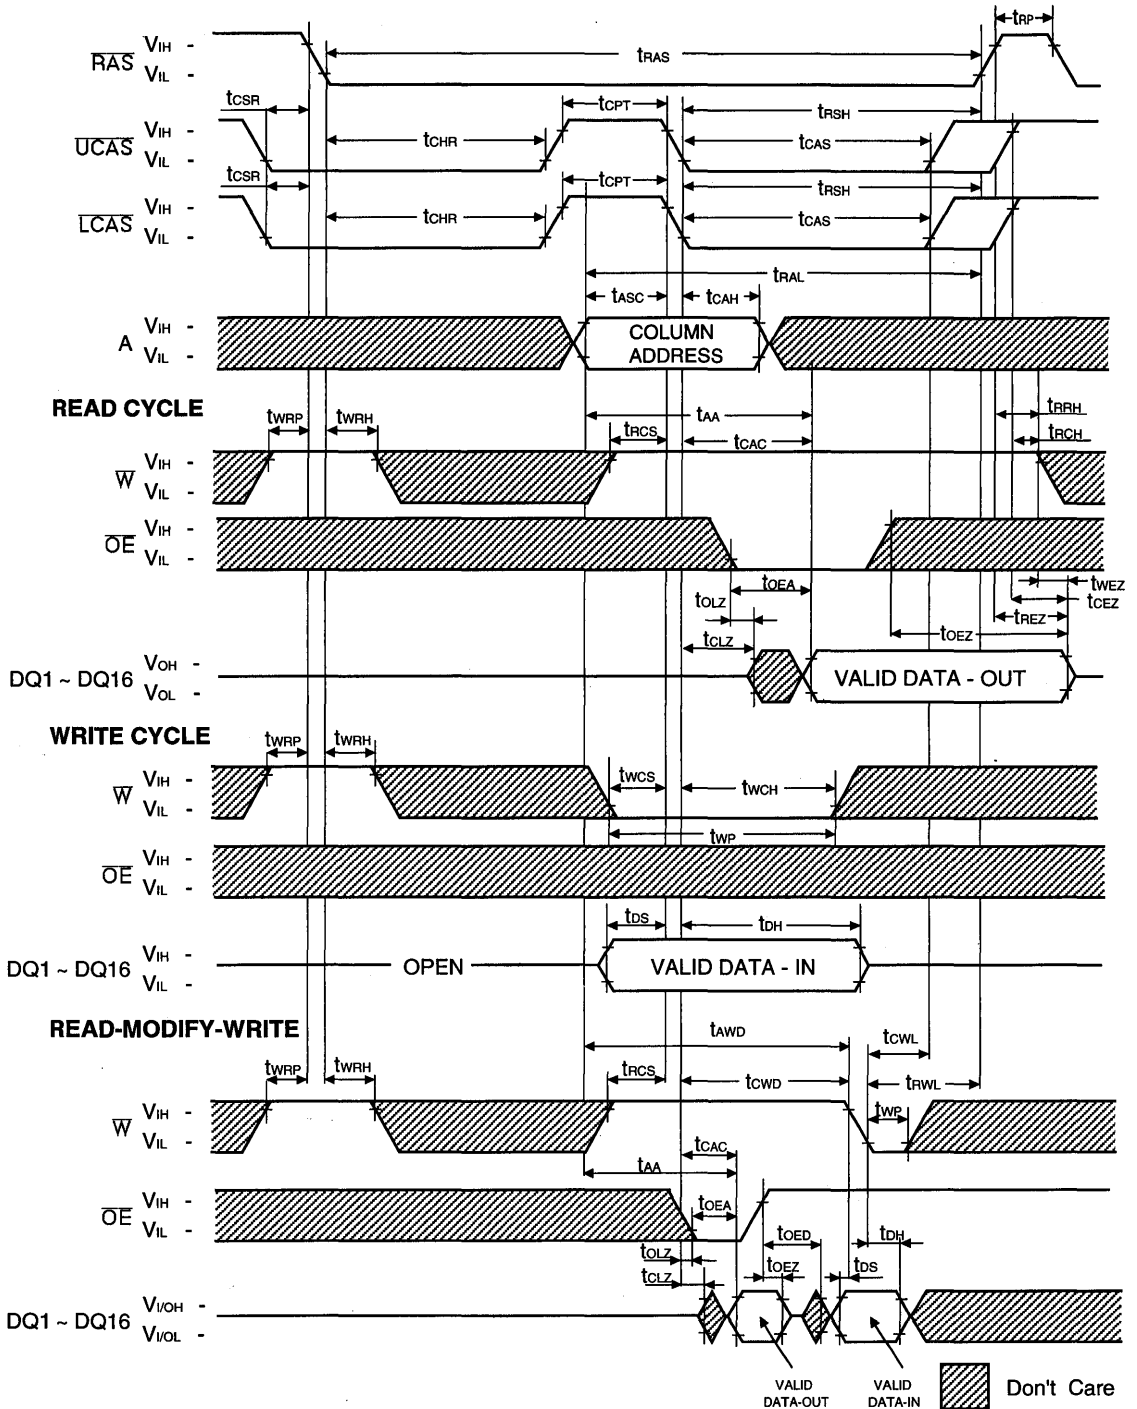 tRP
RAS VIH -
VIL -
tRAS
tCSR tCPT tRSH
UCAS VIH -
VIL -
tCHR tCAS
tCSR tCPT tRSH
LCAS VIH -
VIL -
tCHR tCAS
tRAL
tASC tCAH
A VIH -
VIL -
COLUMN
ADDRESS
READ CYCLE
tWRP tWRH tAA tRRH
tRCS tCAC tRCH
W VIH -
VIL -
OE VIH -
VIL -
tOEA tWEZ
tOLZ tCEZ
tREZ
tCLZ tOEZ
DQ1 ~ DQ16 VOH -
VOL -
VALID DATA - OUT
WRITE CYCLE
tWRP tWRH
W VIH -
VIL -
tWCS tWCH
tWP
OE VIH -
VIL -
tDS tDH
DQ1 ~ DQ16 VIH -
VIL -
OPEN VALID DATA - IN
READ-MODIFY-WRITE
tAWD tCWL
tWRP tWRH tRCS tCWD tRWL
W VIH -
VIL -
tWP
tCAC
tAA
OE VIH -
VIL -
tOEA
tOED tDH
tOLZ tOEZ tDS
tCLZ
DQ1 ~ DQ16 VI/OH -
VI/OL -
VALID
DATA-OUT
VALID
DATA-IN
Don't Care